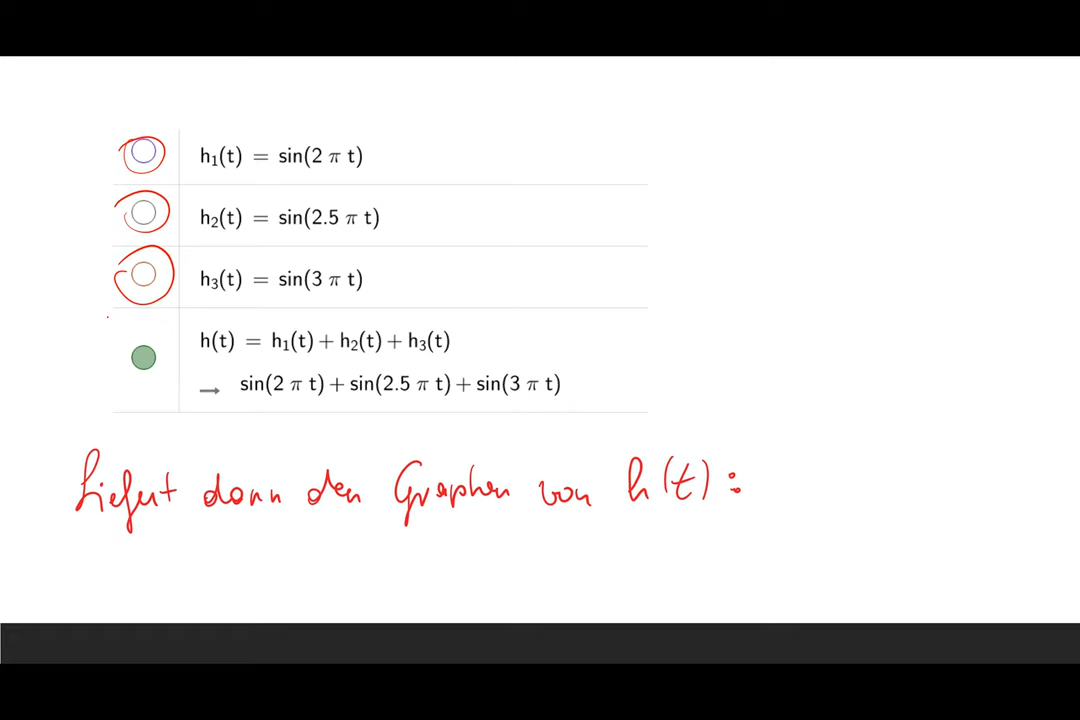 h₁(t) = sin(2 π t)
h₂(t) = sin(2.5 π t)
h₃(t) = sin(3 π t)
h(t) = h₁(t) + h₂(t) + h₃(t)
→ sin(2 π t) + sin(2.5 π t) + sin(3 π t)
Liefert dann den Graphen von h(t):